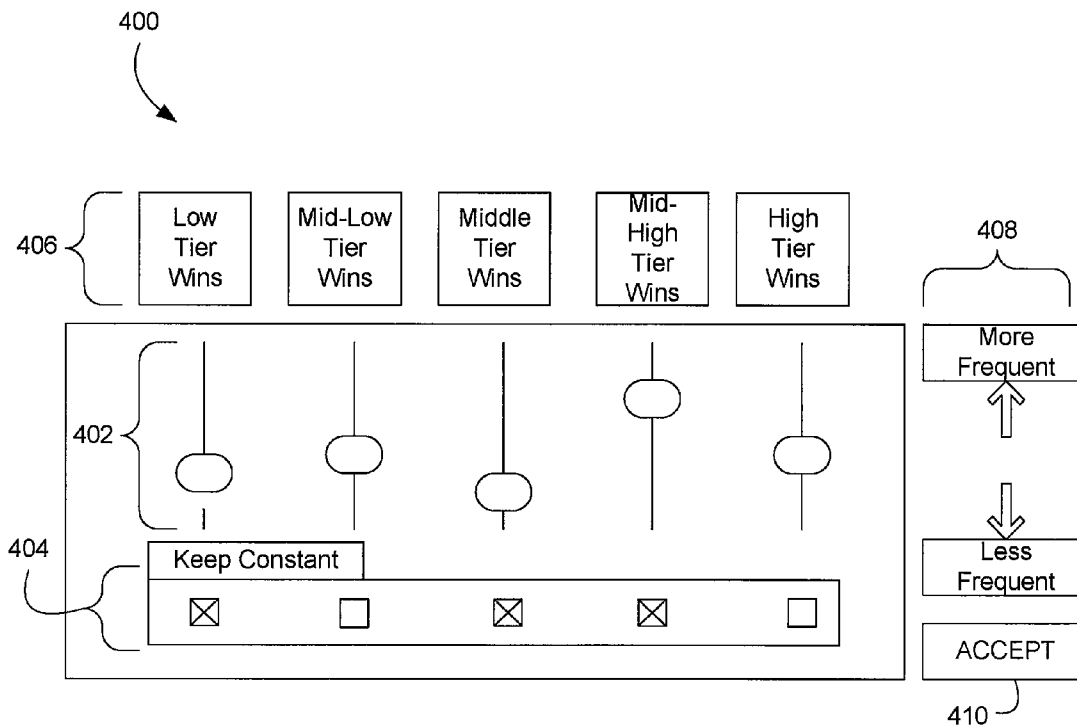 400
406
Low
Tier
Wins
Mid-Low
Tier
Wins
Middle
Tier
Wins
Mid-
High
Tier
Wins
High
Tier
Wins
408
More
Frequent
402
404
Keep Constant
Less
Frequent
ACCEPT
410